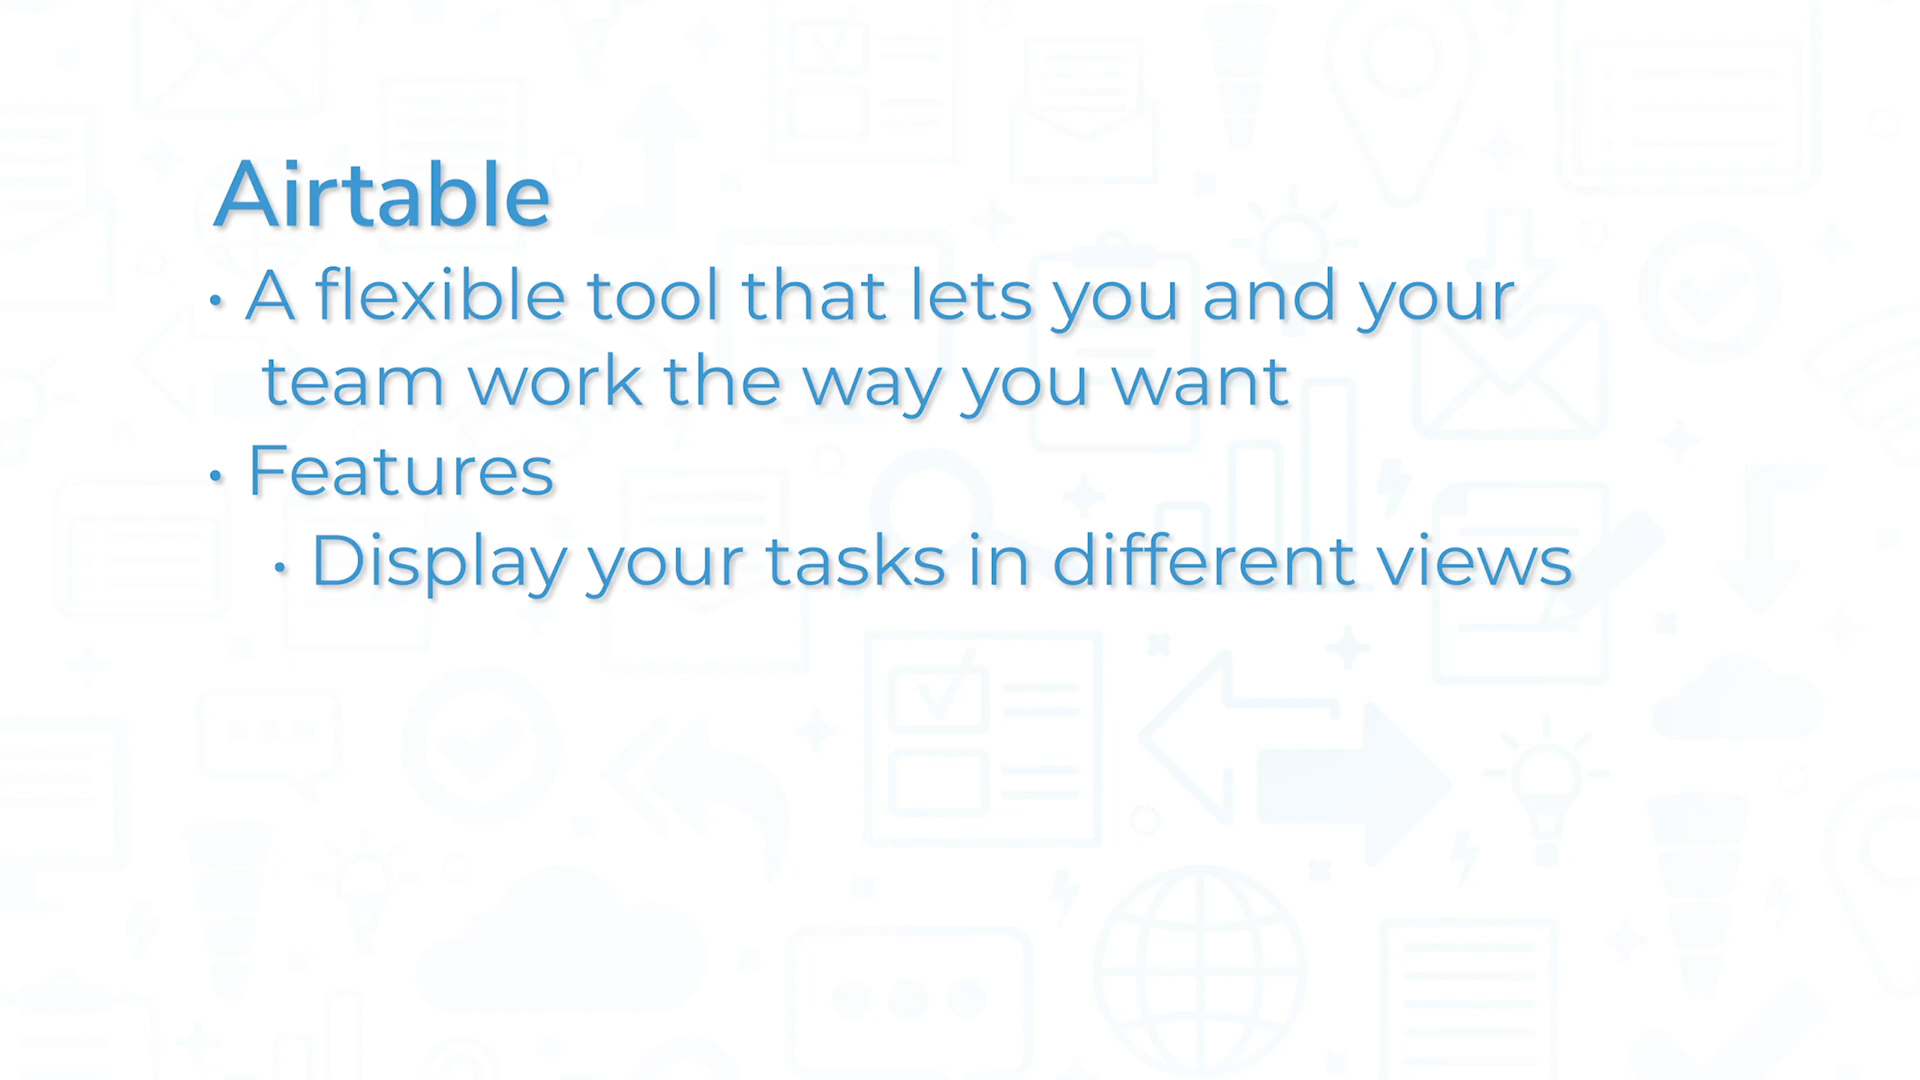 Airtable
• A flexible tool that lets you and your
team work the way you want
• Features
• Display your tasks in different views